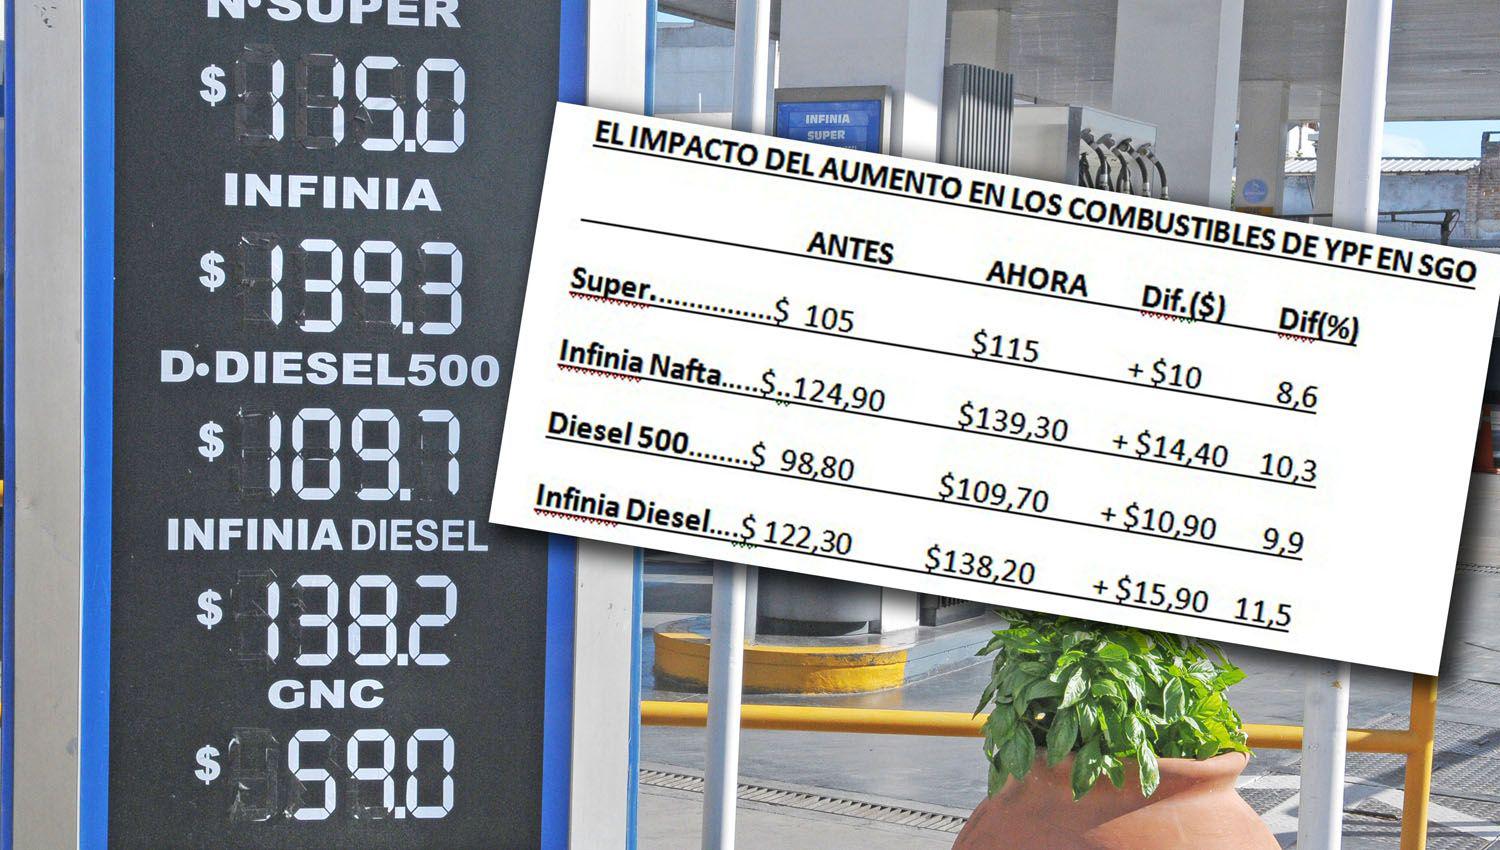 N•SUPER
$ 115.0
INFINIA
$ 139.3
D•DIESEL500
$ 109.7
INFINIA DIESEL
$ 138.2
GNC
$ 59.0
INFINIA
SUPER
EL IMPACTO DEL AUMENTO EN LOS COMBUSTIBLES DE YPF EN SGO
ANTES AHORA Dif.($) Dif(%)
Super...............$ 105 $115 + $10 8,6
Infinia Nafta.....$..124,90 $139,30 + $14,40 10,3
Diesel 500........$ 98,80 $109,70 + $10,90 9,9
Infinia Diesel....$ 122,30 $138,20 + $15,90 11,5